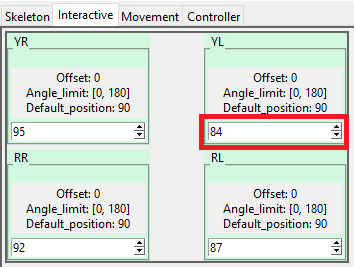 Skeleton Interactive Movement Controller
YR
Offset: 0
Angle_limit: [0, 180]
Default_position: 90
95
YL
Offset: 0
Angle_limit: [0, 180]
Default_position: 90
84
RR
Offset: 0
Angle_limit: [0, 180]
Default_position: 90
92
RL
Offset: 0
Angle_limit: [0, 180]
Default_position: 90
87